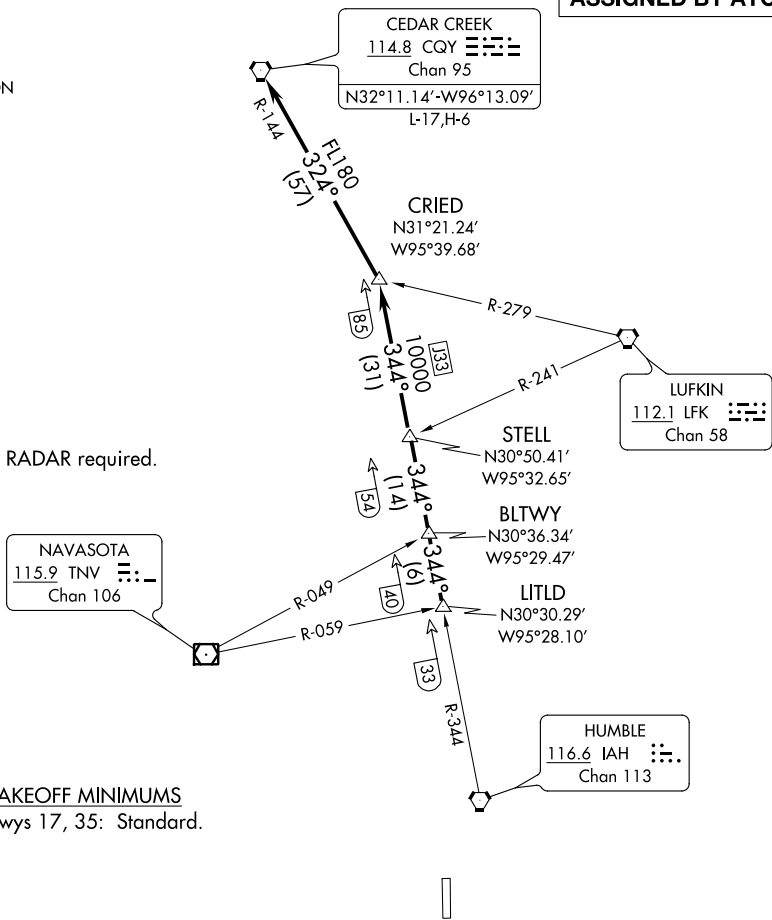 ASSIGNED BY ATC
CEDAR CREEK
114.8 CQY
Chan 95
N32°11.14′-W96°13.09′
L-17,H-6
ON
R-144
FL180
324°
(57)
CRIED
N31°21.24′
W95°39.68′
R-279
85
J33
10000
344°
(31)
R-241
LUFKIN
112.1 LFK
Chan 58
STELL
N30°50.41′
W95°32.65′
RADAR required.
54
344°
(14)
BLTWY
N30°36.34′
W95°29.47′
NAVASOTA
115.9 TNV
Chan 106
R-049
40
344°
(6)
LITLD
N30°30.29′
W95°28.10′
R-059
33
R-344
HUMBLE
116.6 IAH
Chan 113
AKEOFF MINIMUMS
wys 17, 35: Standard.